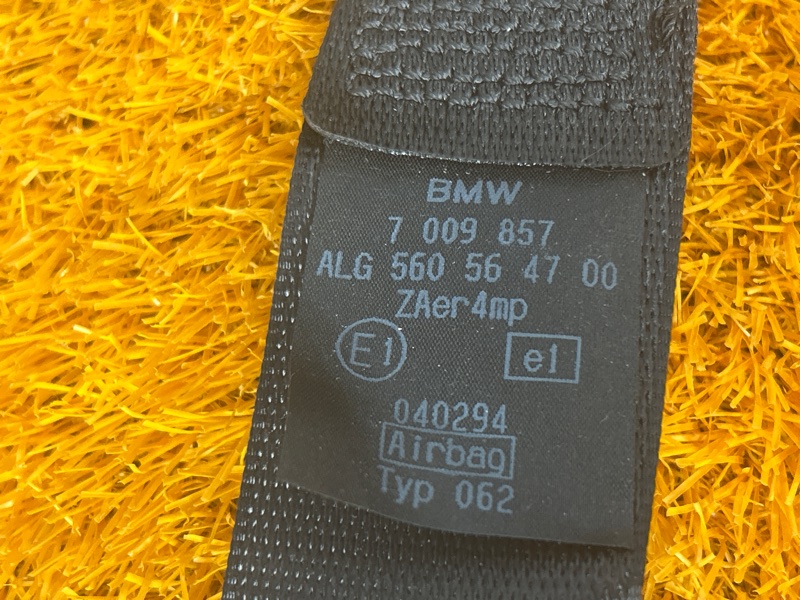 BMW
7 009 857
ALG 560 56 47 00
ZAer4mp
E1 e1
040294
Airbag
Typ 062